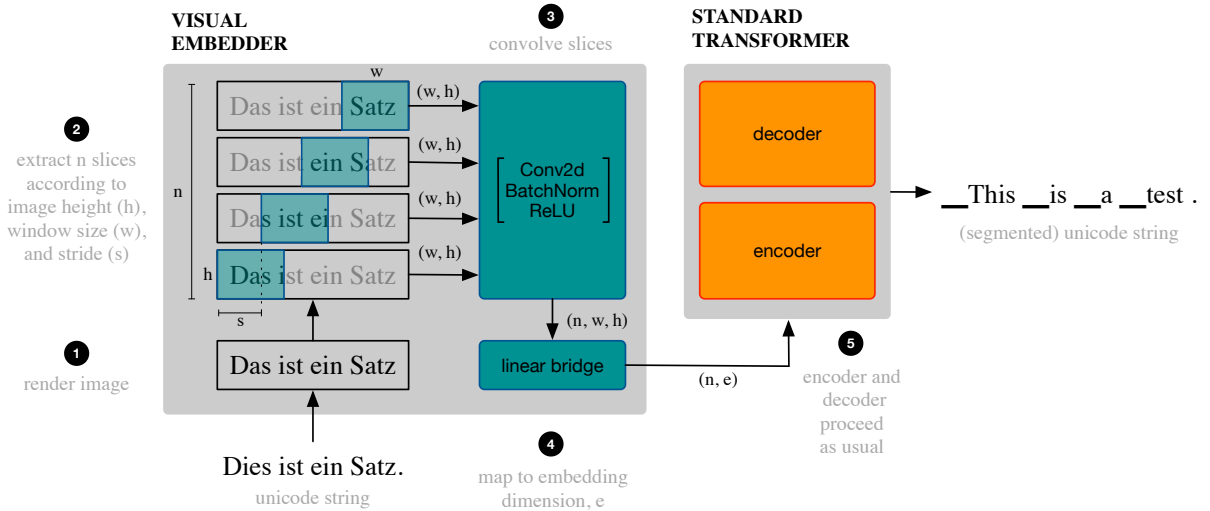 VISUAL
EMBEDDER
3
convolve slices
STANDARD
TRANSFORMER
w
Das ist ein Satz
(w, h)
Das ist ein Satz
(w, h)
Das ist ein Satz
(w, h)
Das ist ein Satz
(w, h)
n
h
s
2
extract n slices
according to
image height (h),
window size (w),
and stride (s)
Conv2d
BatchNorm
ReLU
(n, w, h)
linear bridge
(n, e)
decoder
encoder
__This __is __a __test .
(segmented) unicode string
1
render image
Das ist ein Satz
Dies ist ein Satz.
unicode string
4
map to embedding
dimension, e
5
encoder and
decoder
proceed
as usual